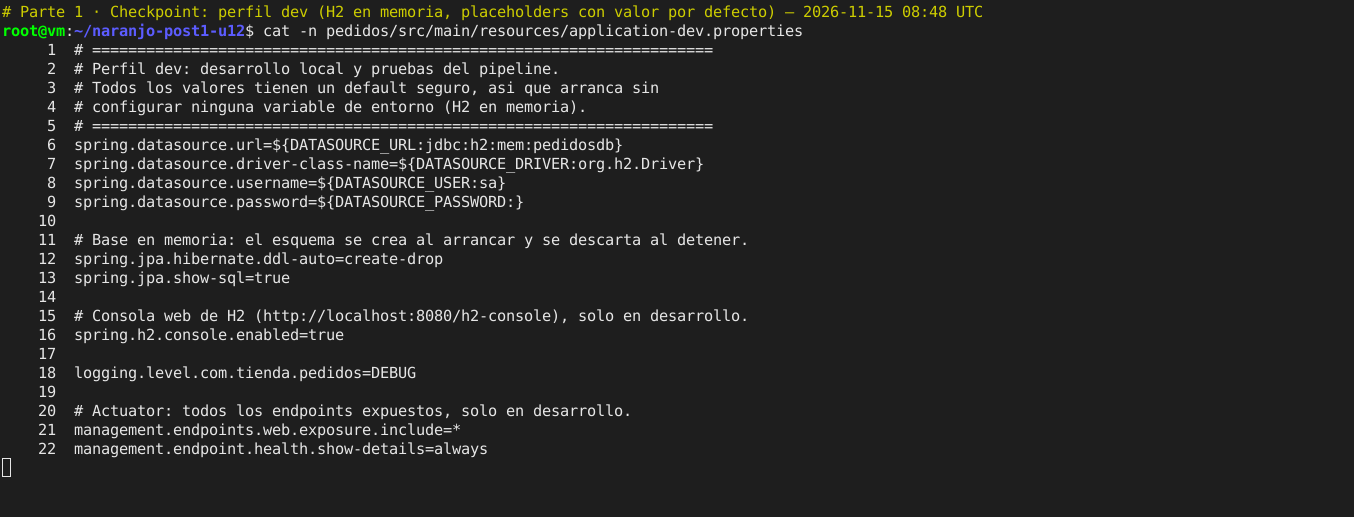 # Parte 1 · Checkpoint: perfil dev (H2 en memoria, placeholders con valor por defecto) — 2026-11-15 08:48 UTC
root@vm:~/naranjo-post1-u12$ cat -n pedidos/src/main/resources/application-dev.properties
     1  # =====================================================================
     2  # Perfil dev: desarrollo local y pruebas del pipeline.
     3  # Todos los valores tienen un default seguro, asi que arranca sin
     4  # configurar ninguna variable de entorno (H2 en memoria).
     5  # =====================================================================
     6  spring.datasource.url=${DATASOURCE_URL:jdbc:h2:mem:pedidosdb}
     7  spring.datasource.driver-class-name=${DATASOURCE_DRIVER:org.h2.Driver}
     8  spring.datasource.username=${DATASOURCE_USER:sa}
     9  spring.datasource.password=${DATASOURCE_PASSWORD:}
    10
    11  # Base en memoria: el esquema se crea al arrancar y se descarta al detener.
    12  spring.jpa.hibernate.ddl-auto=create-drop
    13  spring.jpa.show-sql=true
    14
    15  # Consola web de H2 (http://localhost:8080/h2-console), solo en desarrollo.
    16  spring.h2.console.enabled=true
    17
    18  logging.level.com.tienda.pedidos=DEBUG
    19
    20  # Actuator: todos los endpoints expuestos, solo en desarrollo.
    21  management.endpoints.web.exposure.include=*
    22  management.endpoint.health.show-details=always